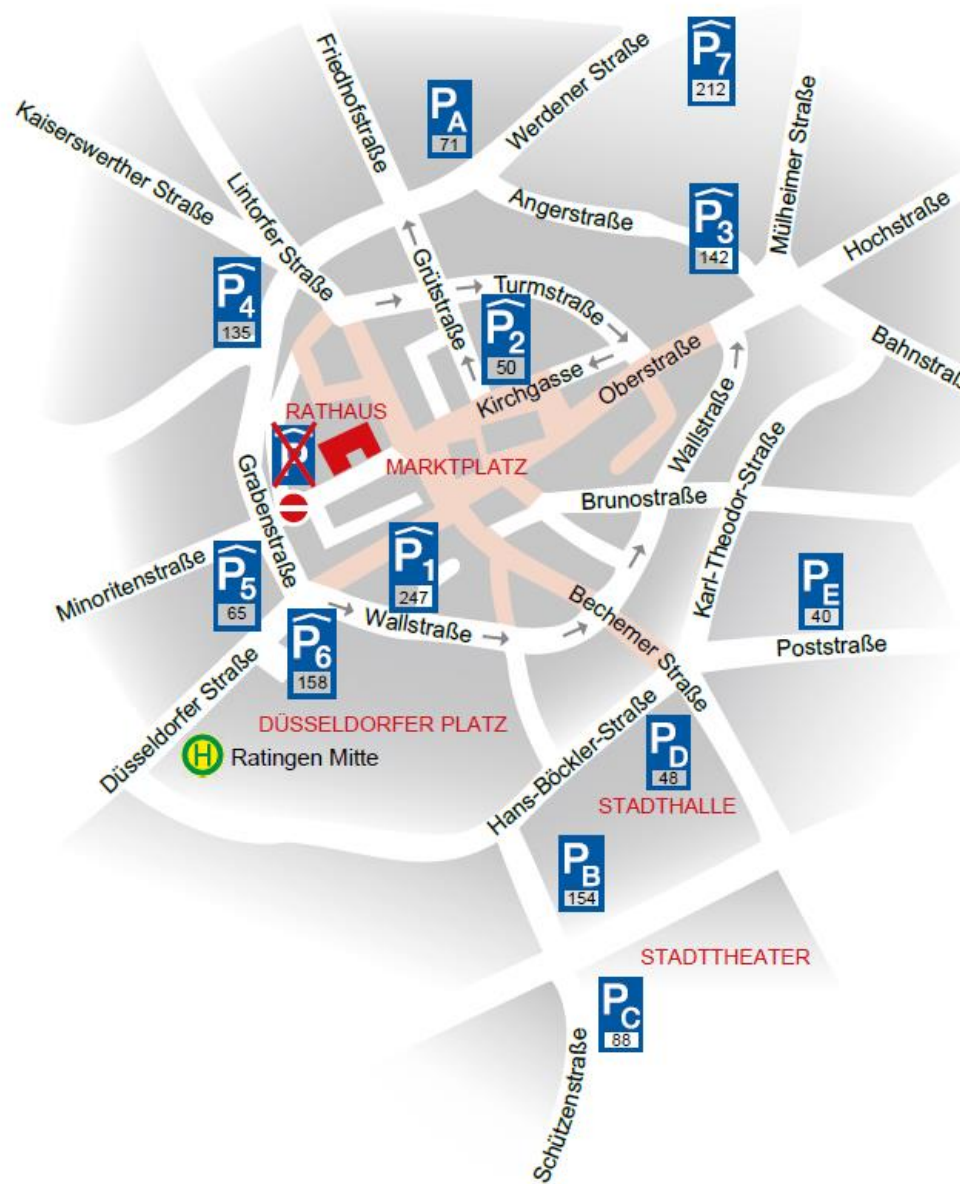 Friedhofstraße
Werdener Straße
P7
212
Mülheimer Straße
PA
71
Kaiserswerther Straße
Lintorfer Straße
Angerstraße
P3
142
Hochstraße
Grütstraße
Turmstraße
P4
135
P2
50
Kirchgasse
Oberstraße
Bahnstraße
RATHAUS
P
MARKTPLATZ
Wallstraße
Grabenstraße
Brunostraße
Karl-Theodor-Straße
Minoritenstraße
P5
65
P1
247
Wallstraße
Bechemer Straße
PE
40
Poststraße
P6
158
Düsseldorfer Straße
DÜSSELDORFER PLATZ
H Ratingen Mitte
Hans-Böckler-Straße
PD
48
STADTHALLE
PB
154
STADTTHEATER
PC
88
Schützenstraße